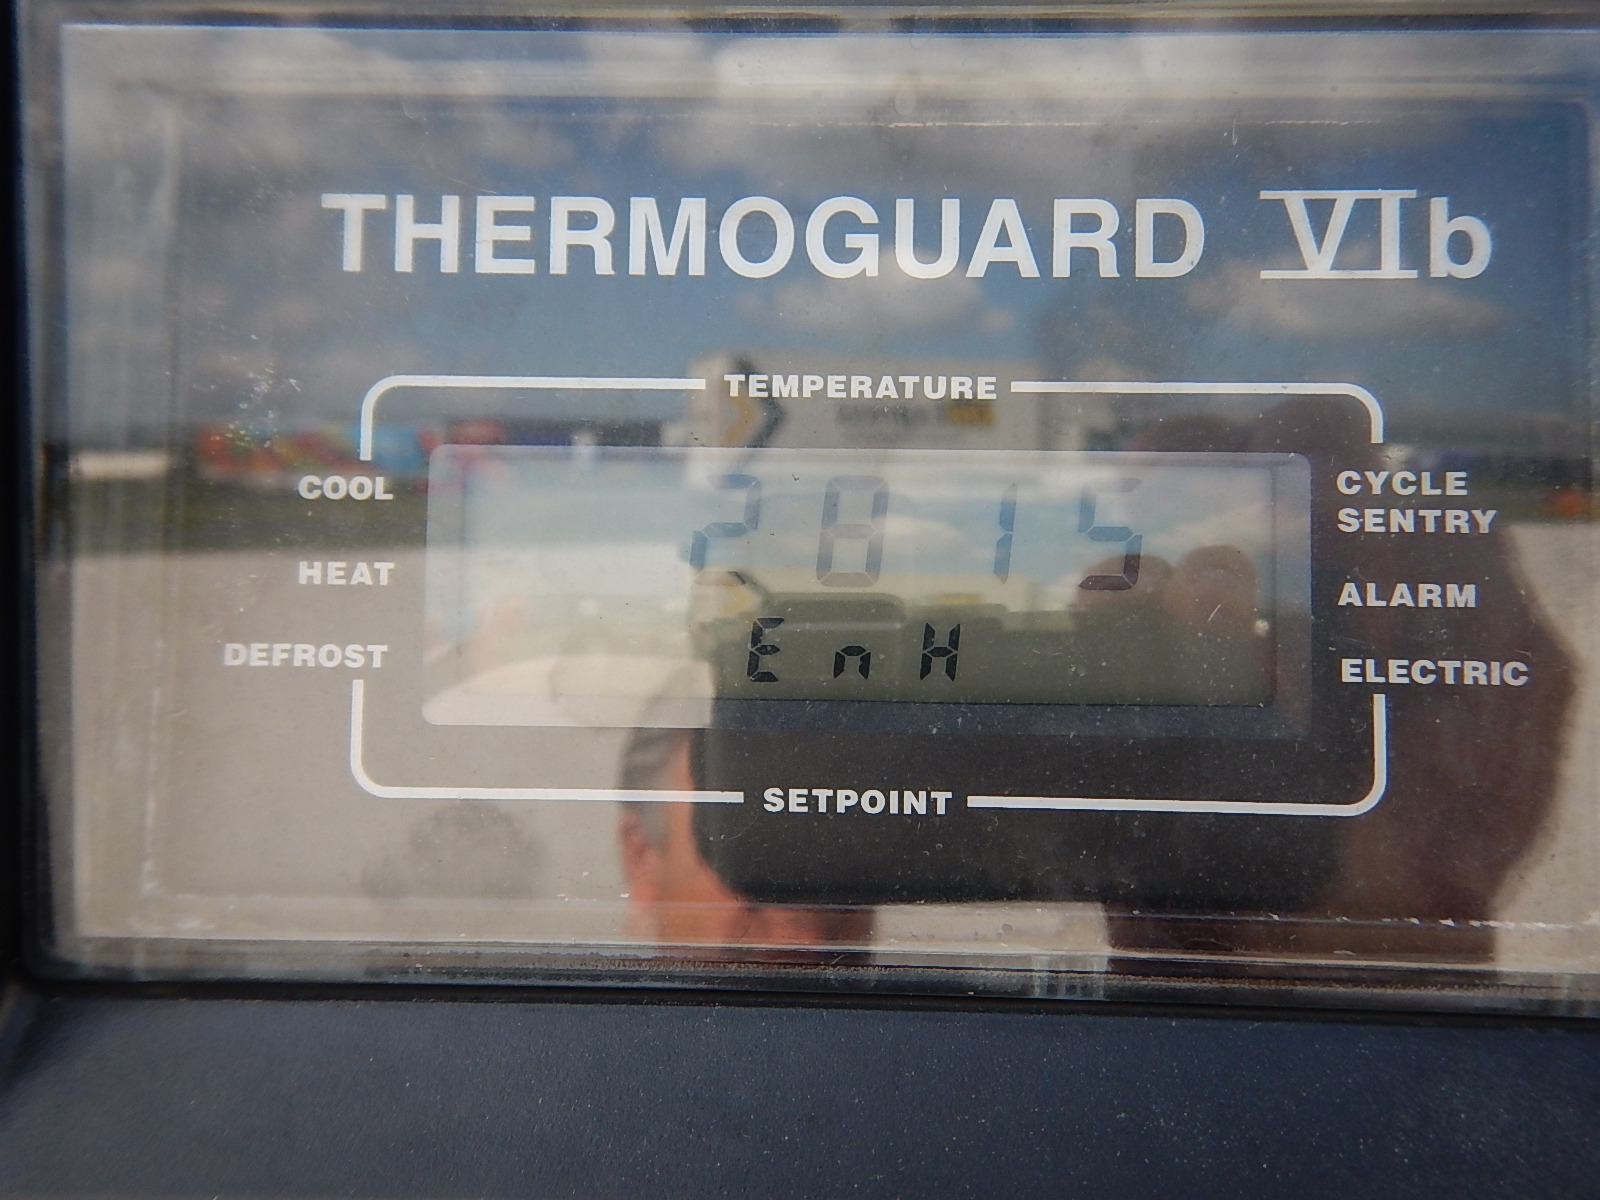 THERMOGUARD VIb
TEMPERATURE
COOL
HEAT
DEFROST
2815
EnH
CYCLE
SENTRY
ALARM
ELECTRIC
SETPOINT